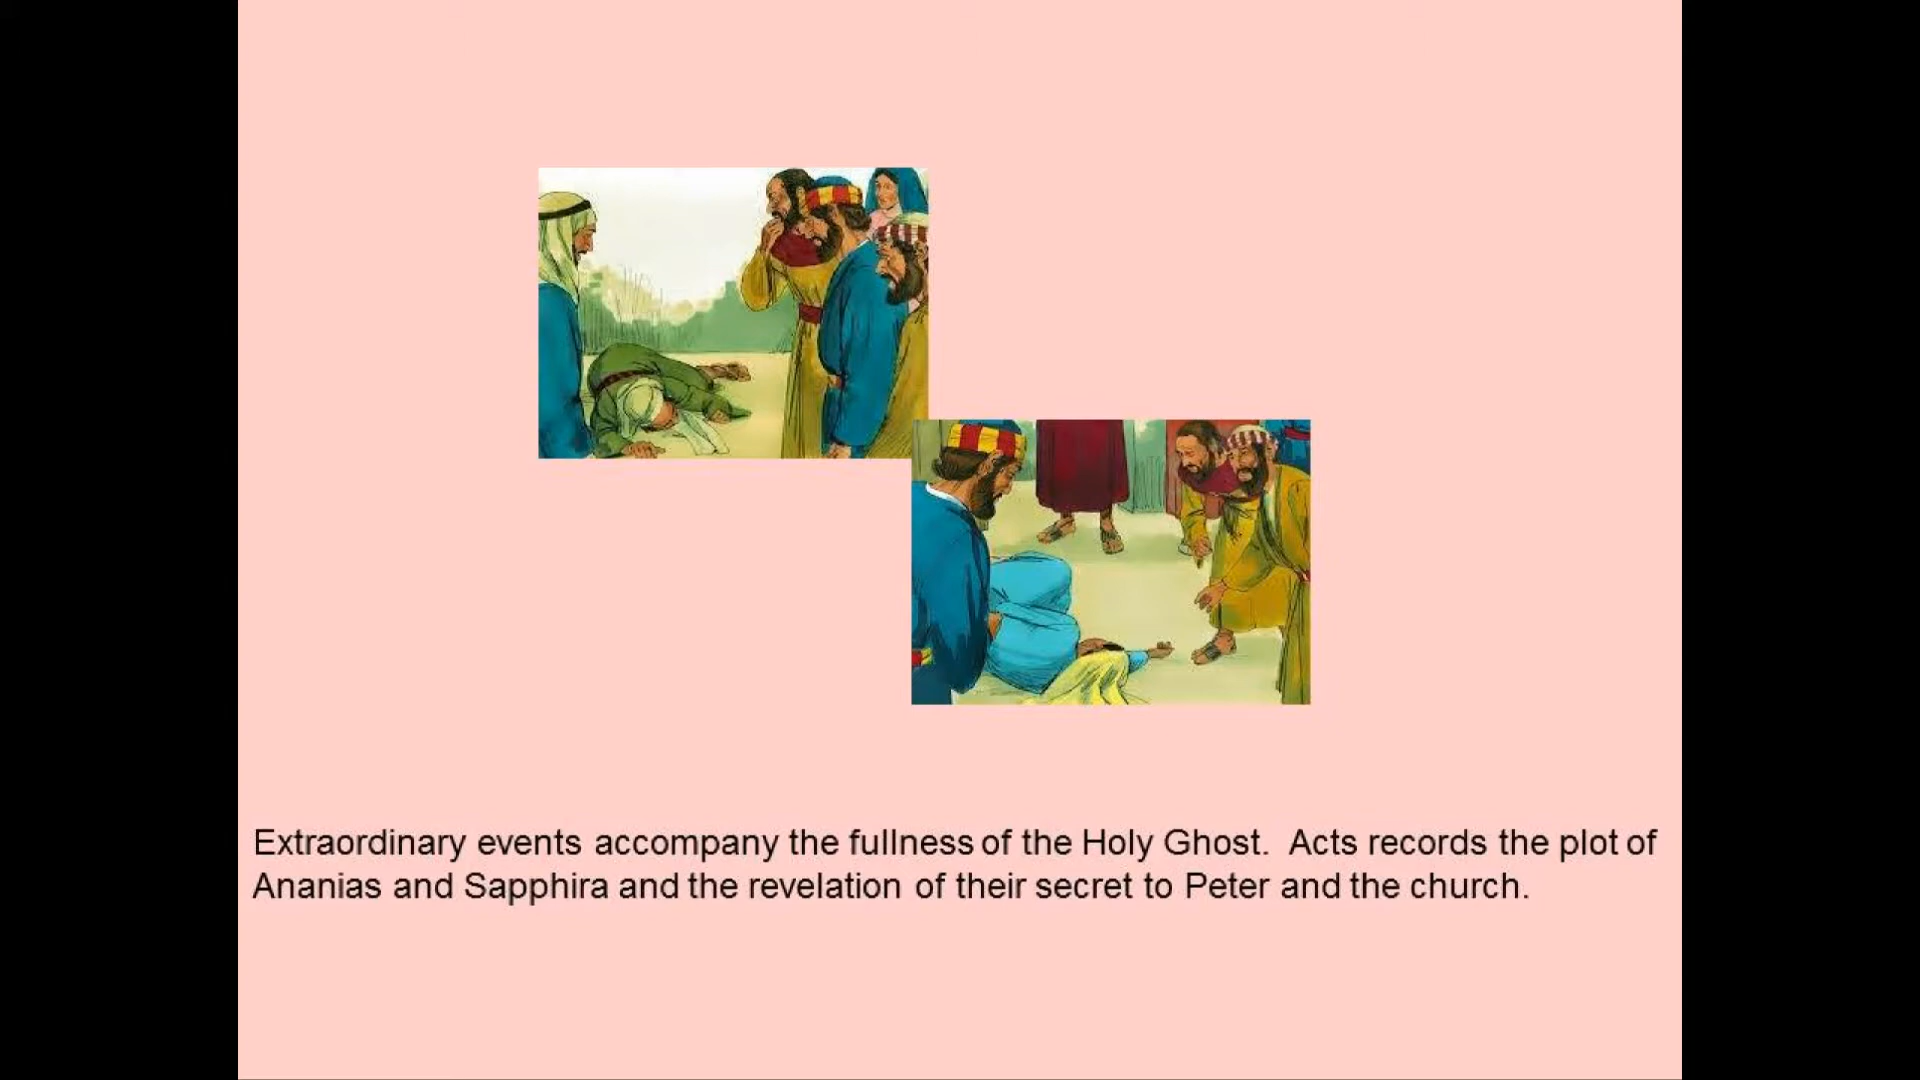 Extraordinary events accompany the fullness of the Holy Ghost.  Acts records the plot of
Ananias and Sapphira and the revelation of their secret to Peter and the church.